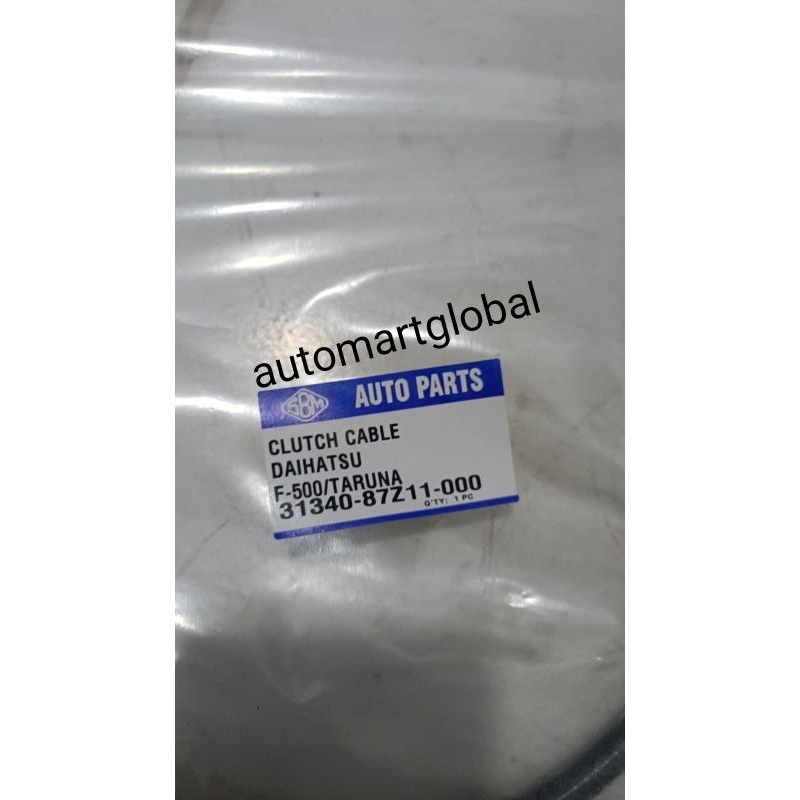 automartglobal
SBM AUTO PARTS
CLUTCH CABLE
DAIHATSU
F-500/TARUNA
31340-87Z11-000
Q'TY: 1 PC